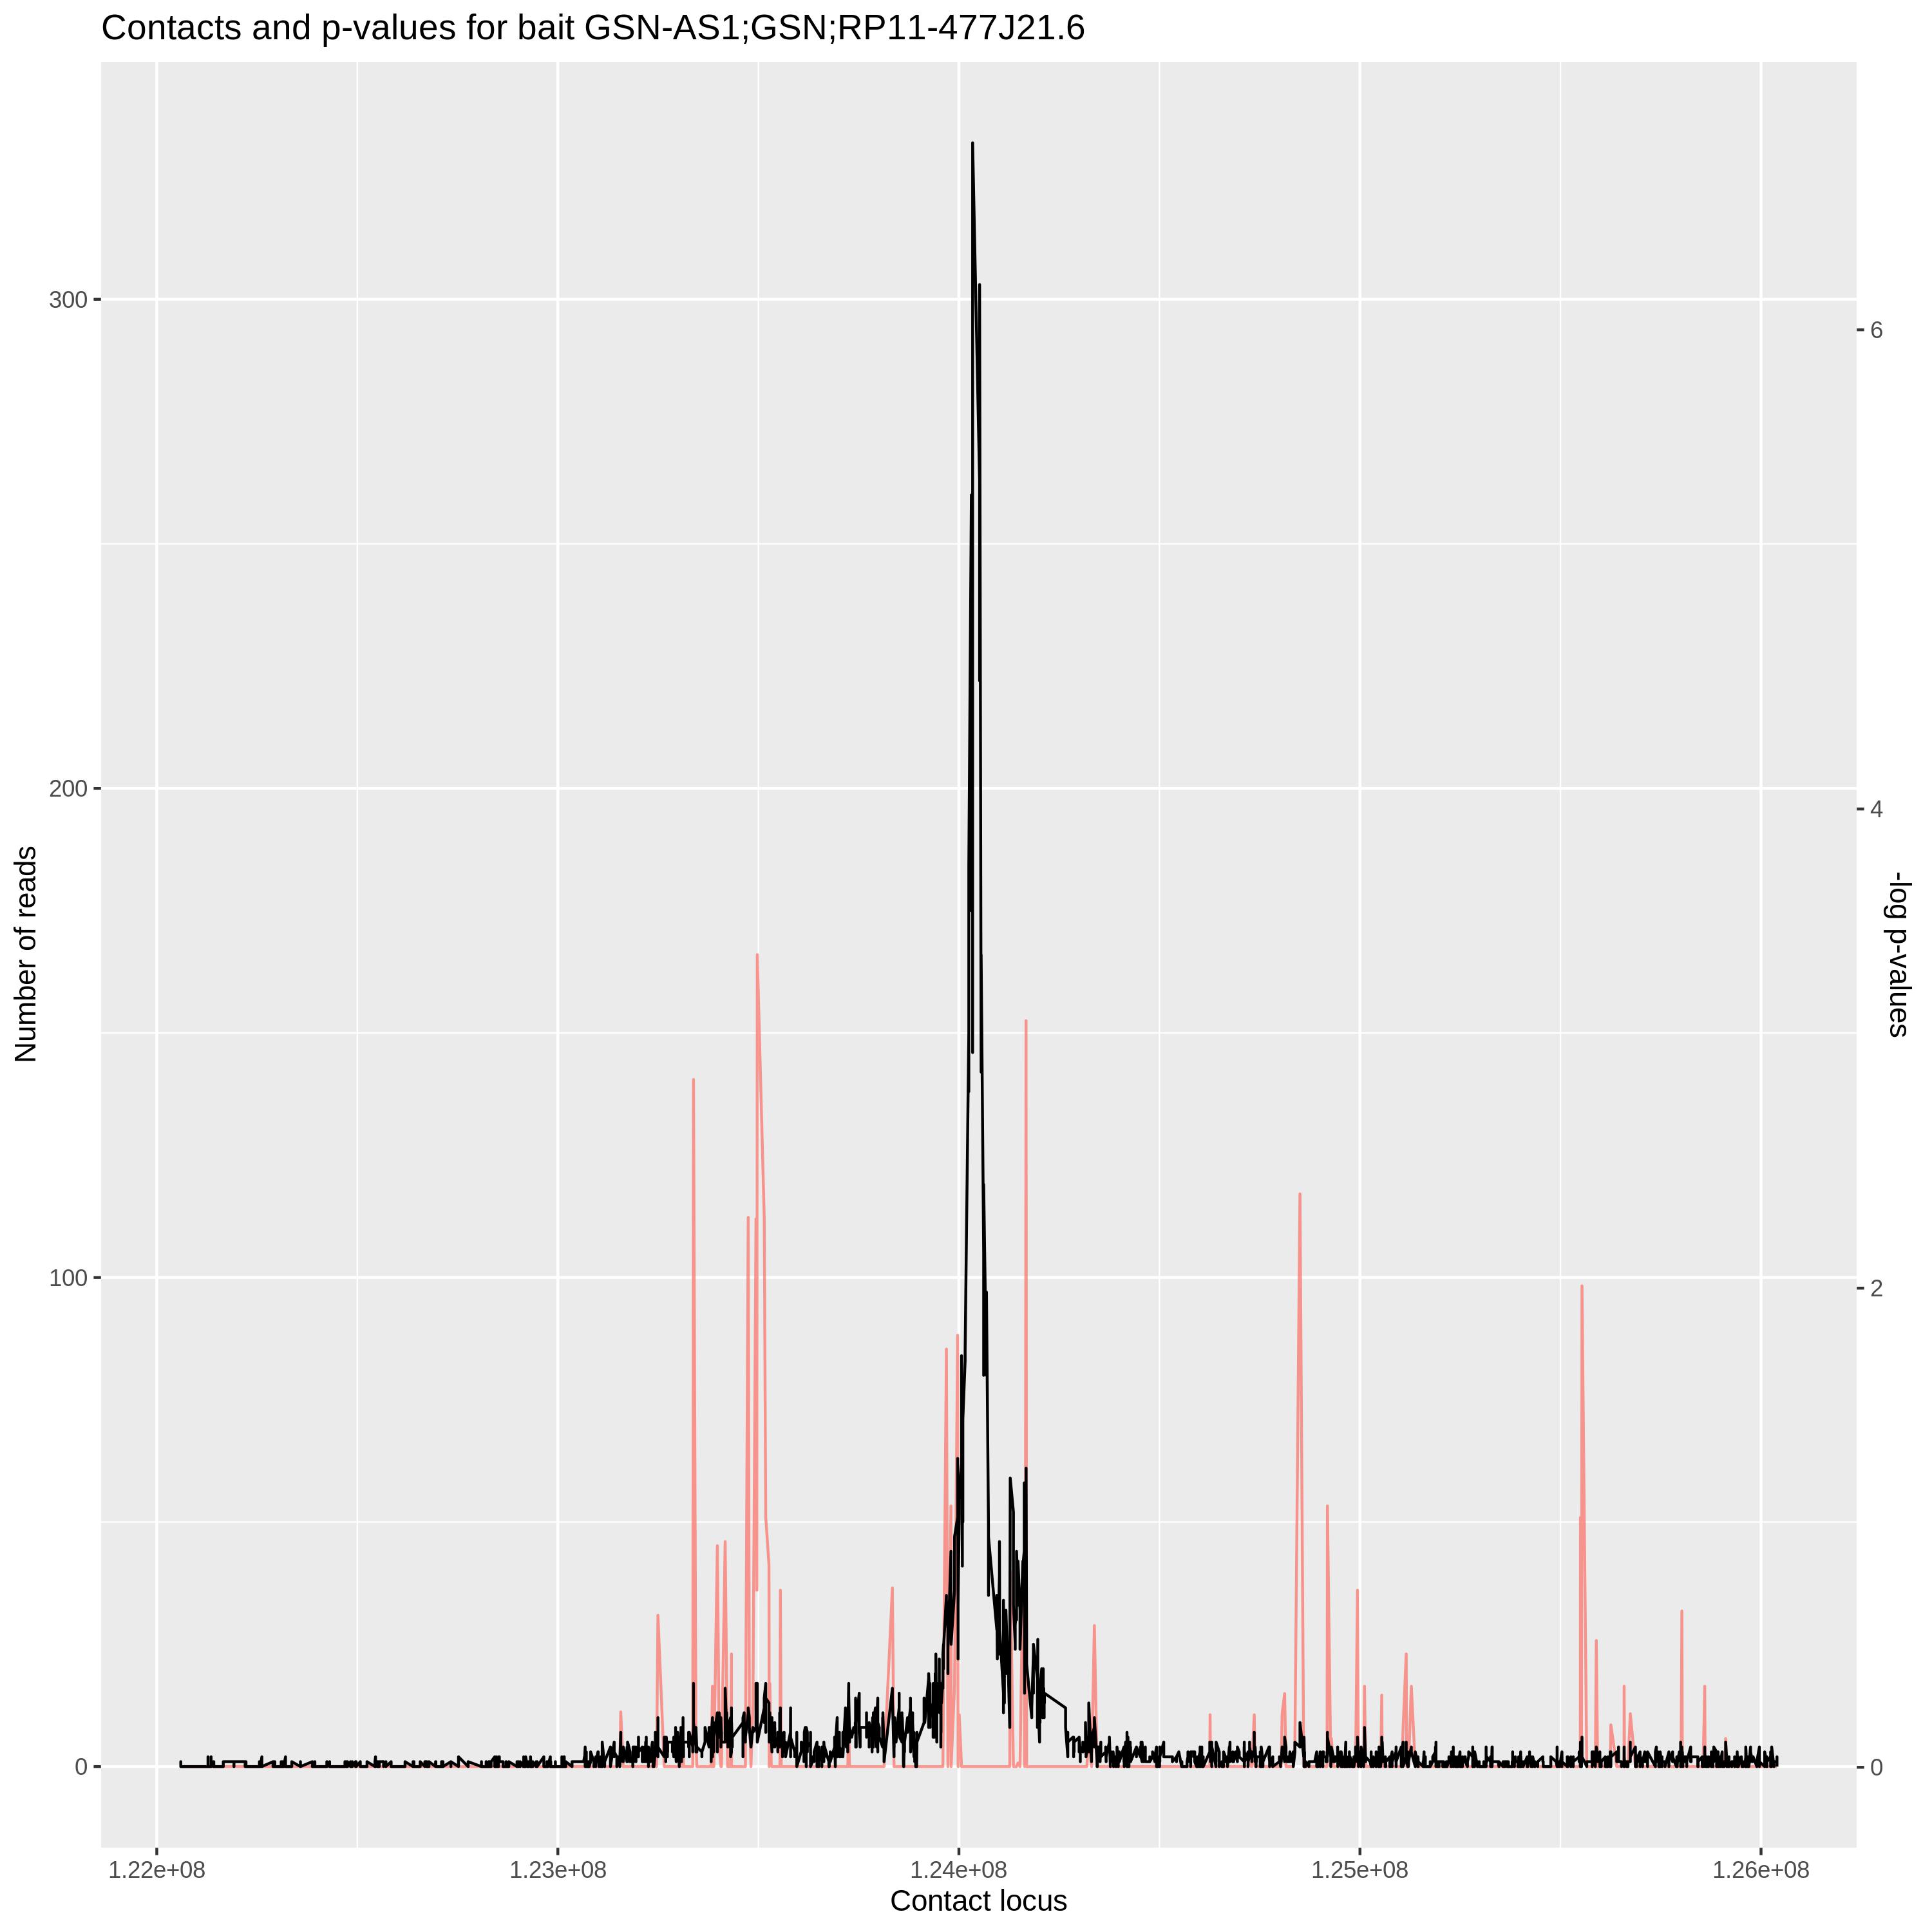 Contacts and p-values for bait GSN-AS1;GSN;RP11-477J21.6
300
200
100
0
Number of reads
6
4
2
0
-log p-values
1.22e+08
1.23e+08
1.24e+08
1.25e+08
1.26e+08
Contact locus